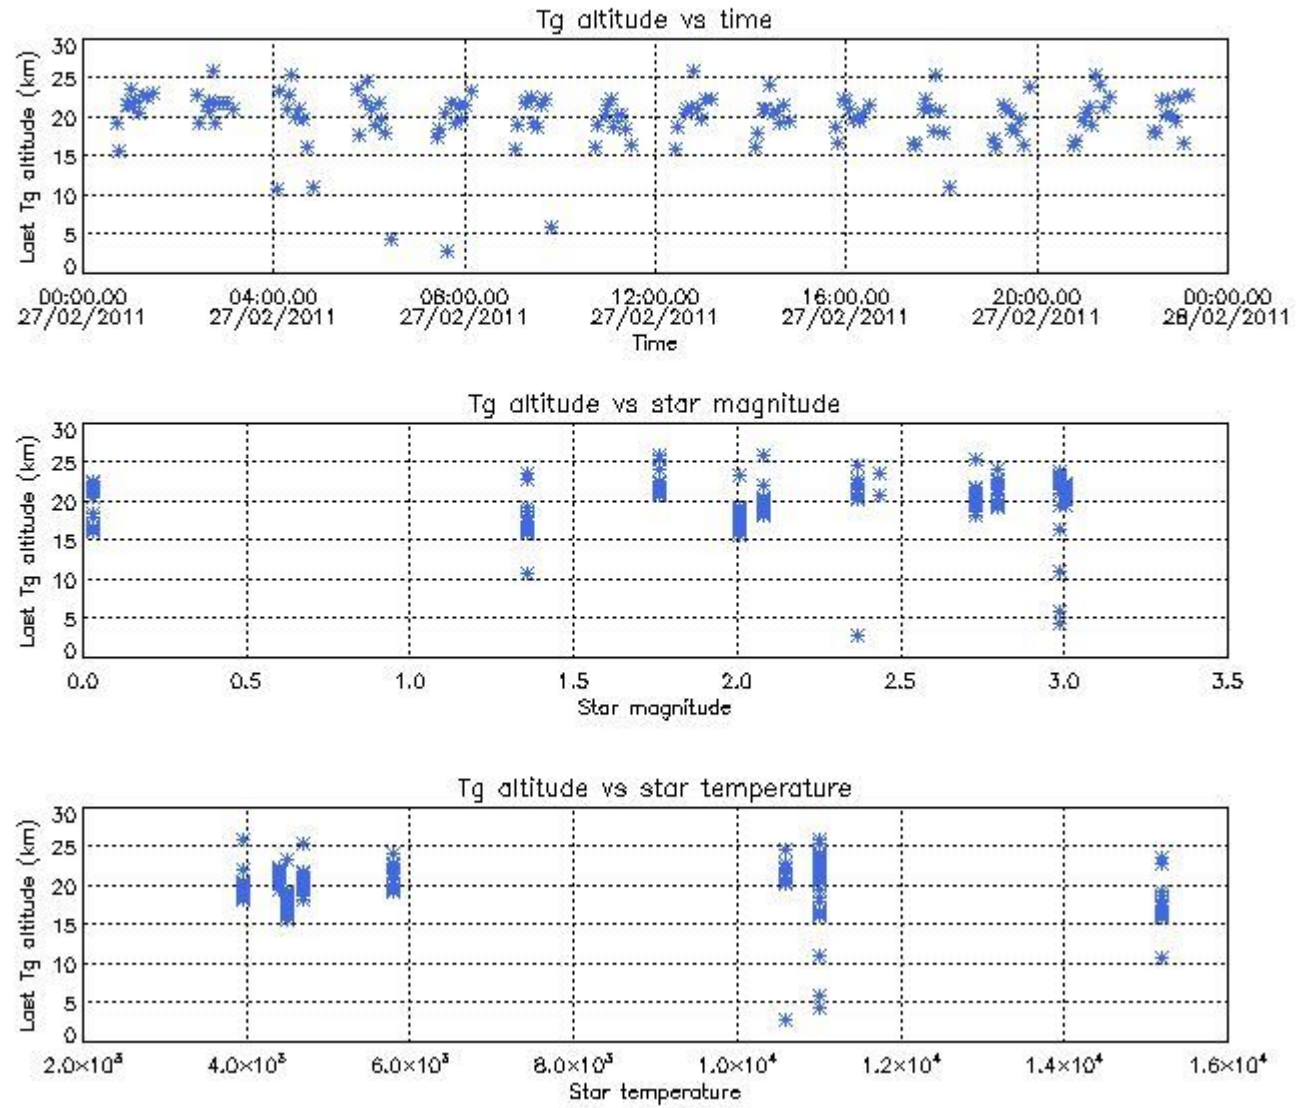 Tg altitude vs time
Last Tg altitude (km)
30
25
20
15
10
5
0
00:00.00 04:00.00 08:00.00 12:00.00 16:00.00 20:00.00 00:00.00
27/02/2011 27/02/2011 27/02/2011 27/02/2011 27/02/2011 27/02/2011 28/02/2011
Time
Tg altitude vs star magnitude
Last Tg altitude (km)
30
25
20
15
10
5
0
0.0 0.5 1.0 1.5 2.0 2.5 3.0 3.5
Star magnitude
Tg altitude vs star temperature
Last Tg altitude (km)
30
25
20
15
10
5
0
2.0×10³ 4.0×10³ 6.0×10³ 8.0×10³ 1.0×10⁴ 1.2×10⁴ 1.4×10⁴ 1.6×10⁴
Star temperature